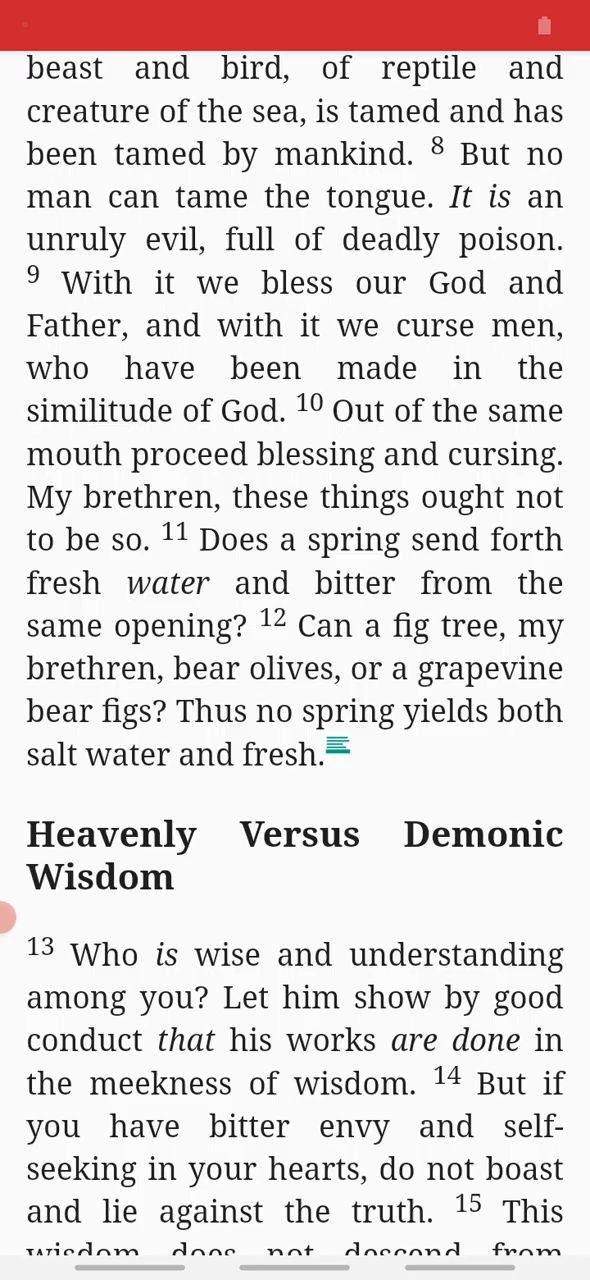 beast and bird, of reptile and
creature of the sea, is tamed and has
been tamed by mankind. 8 But no
man can tame the tongue. It is an
unruly evil, full of deadly poison.
9 With it we bless our God and
Father, and with it we curse men,
who have been made in the
similitude of God. 10 Out of the same
mouth proceed blessing and cursing.
My brethren, these things ought not
to be so. 11 Does a spring send forth
fresh water and bitter from the
same opening? 12 Can a fig tree, my
brethren, bear olives, or a grapevine
bear figs? Thus no spring yields both
salt water and fresh.
Heavenly Versus Demonic
Wisdom
13 Who is wise and understanding
among you? Let him show by good
conduct that his works are done in
the meekness of wisdom. 14 But if
you have bitter envy and self-
seeking in your hearts, do not boast
and lie against the truth. 15 This
wisdom does not descend from